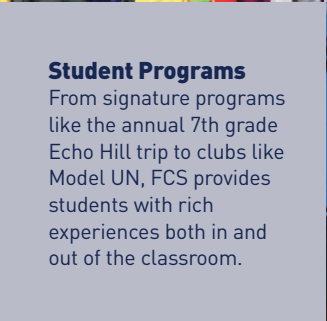 Student Programs
From signature programs
like the annual 7th grade
Echo Hill trip to clubs like
Model UN, FCS provides
students with rich
experiences both in and
out of the classroom.